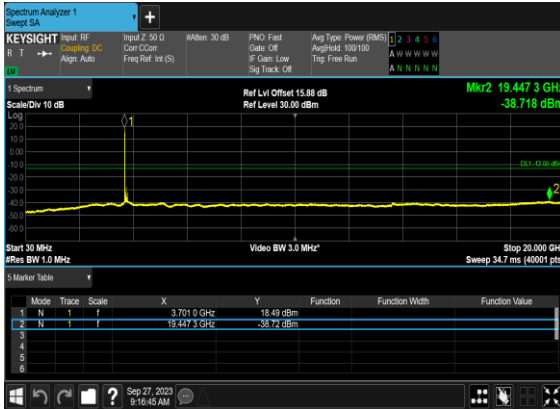 Spectrum Analyzer 1
Swept SA
+
KEYSIGHT Input: RF Input Z: 50 Ω #Atten: 30 dB PNO: Fast Avg Type: Power (RMS) 1 2 3 4 5 6
R T Coupling: DC Corr CCorr Gate: Off Avg|Hold: 100/100 A W W W W W
Align: Auto Freq Ref: Int (S) IF Gain: Low Trig: Free Run
Sig Track: Off A N N N N N
1 Spectrum Ref Lvl Offset 15.88 dB Mkr2 19.447 3 GHz
Scale/Div 10 dB Ref Level 30.00 dBm -38.718 dBm
Log
1
20.0
10.0
0.00
-10.0
DL1 -13.00 dBm
-20.0
-30.0
2
-40.0
-50.0
-60.0
Start 30 MHz Video BW 3.0 MHz* Stop 20.000 GH
#Res BW 1.0 MHz Sweep 34.7 ms (40001 pts
5 Marker Table
Mode Trace Scale X Y Function Function Width Function Value
1 N 1 f 3.701 0 GHz 18.49 dBm
2 N 1 f 19.447 3 GHz -38.72 dBm
3
4
5
6
? Sep 27, 2023
9:16:45 AM